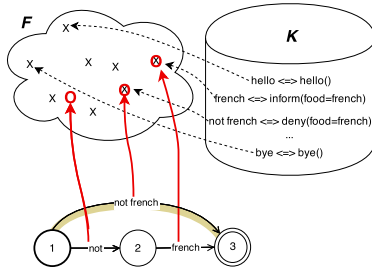 F
K
X
X
X
X
X
X
X
X
O
O
O
hello <=> hello()
french <=> inform(food=french)
not french <=> deny(food=french)
...
bye <=> bye()
not french
1
not
2
french
3